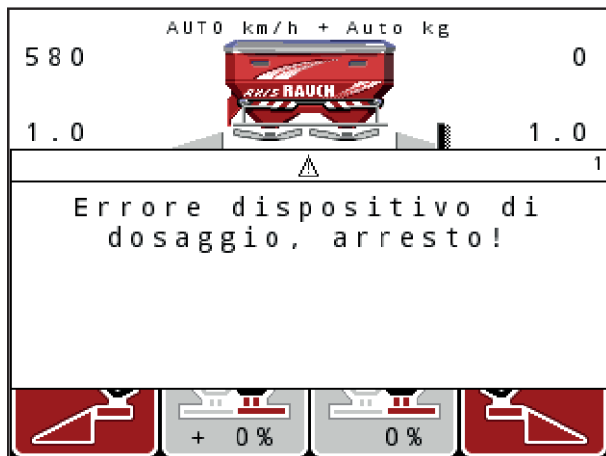 AUTO km/h + Auto kg
580
0
AXIS RAUCH
1.0
1.0
1
Errore dispositivo di
dosaggio, arresto!
+ 0%
0%